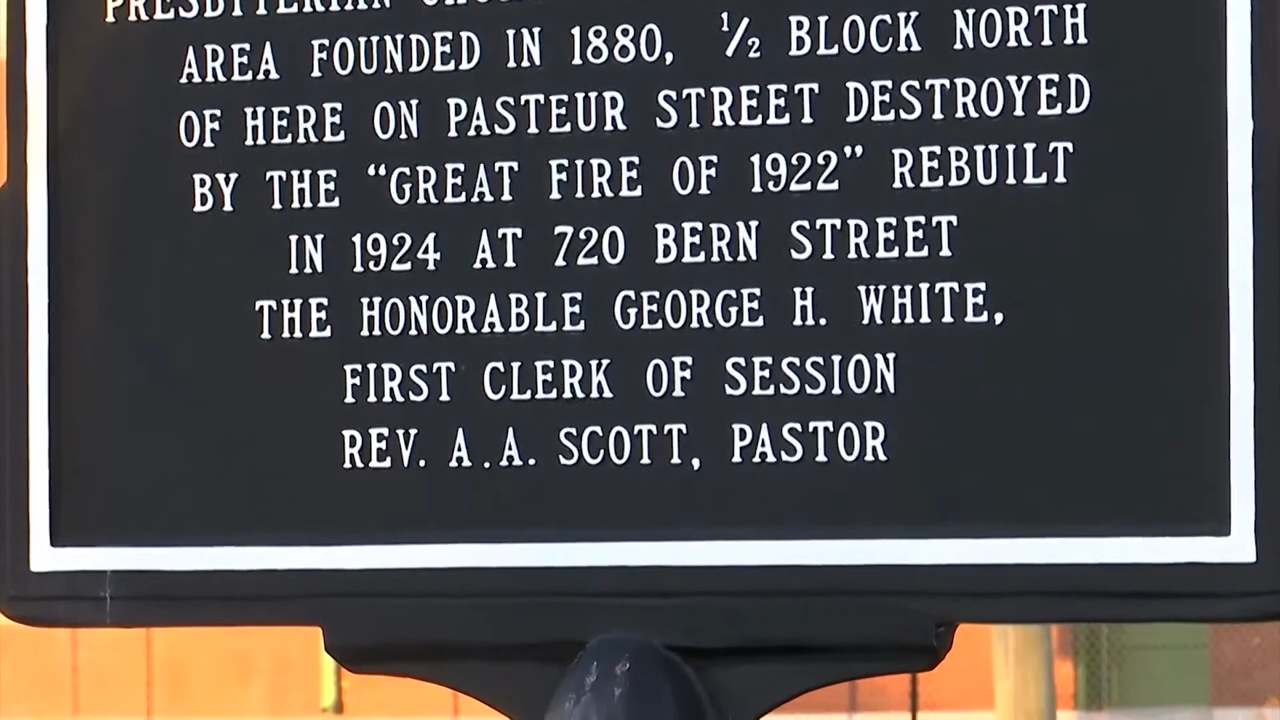 PRESBYTERIAN
AREA FOUNDED IN 1880, ½ BLOCK NORTH
OF HERE ON PASTEUR STREET DESTROYED
BY THE “GREAT FIRE OF 1922” REBUILT
IN 1924 AT 720 BERN STREET
THE HONORABLE GEORGE H. WHITE,
FIRST CLERK OF SESSION
REV. A.A. SCOTT, PASTOR